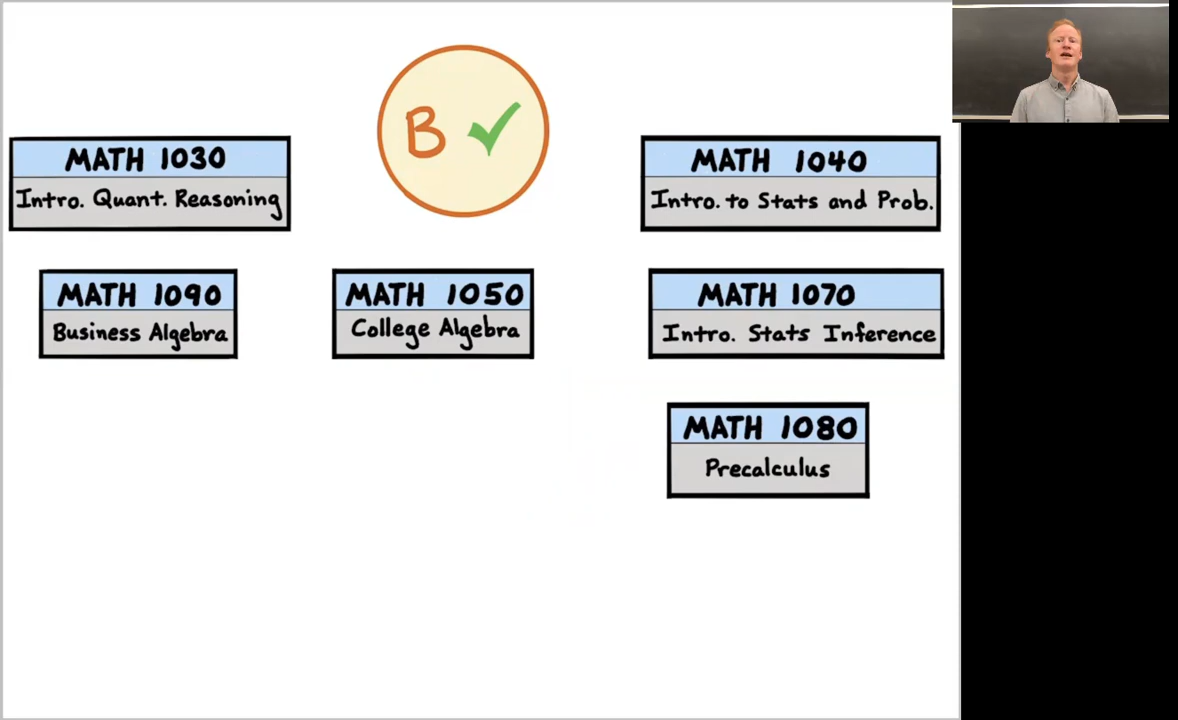 B ✓
MATH 1030
Intro. Quant. Reasoning
MATH 1040
Intro. to Stats and Prob.
MATH 1090
Business Algebra
MATH 1050
College Algebra
MATH 1070
Intro. Stats Inference
MATH 1080
Precalculus